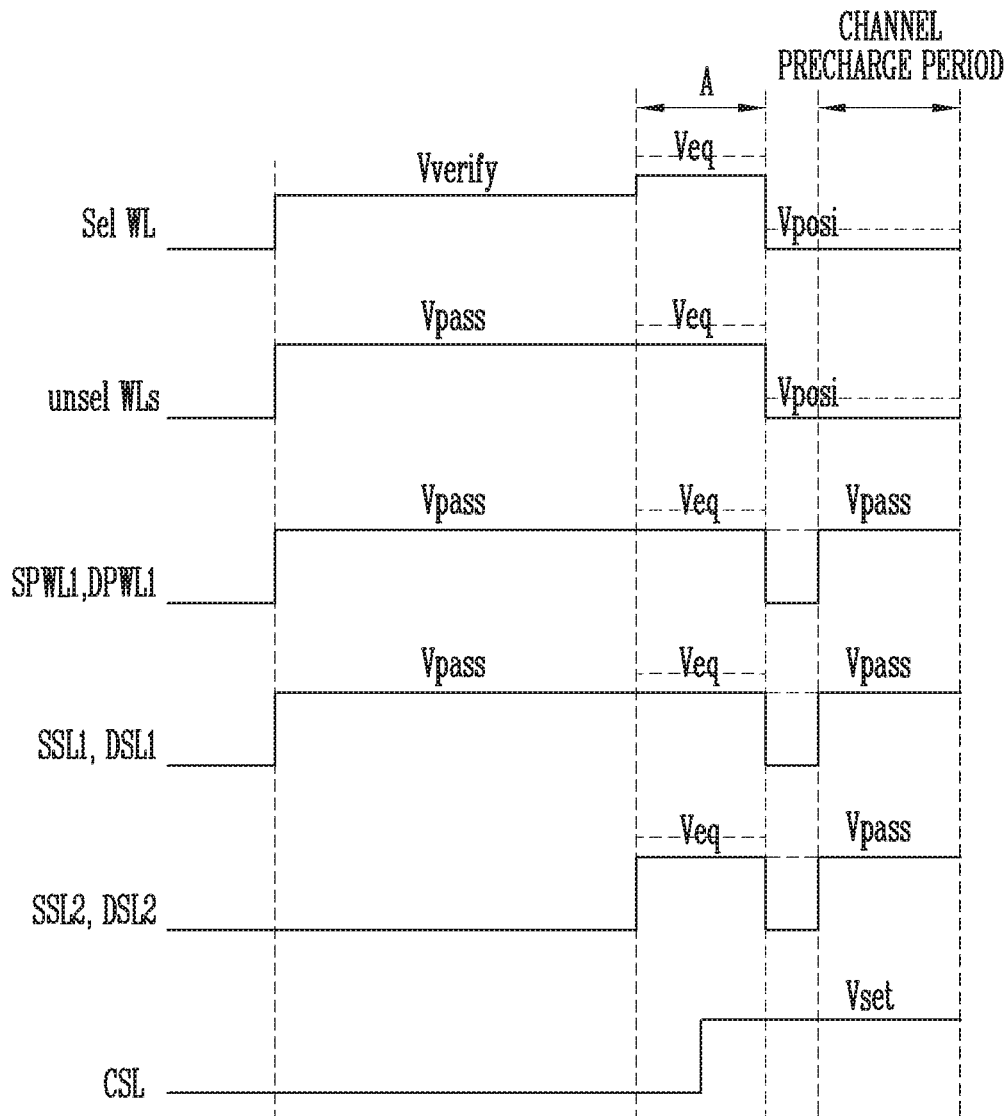 CHANNEL
PRECHARGE PERIOD
A
Veq
Vverify
Sel WL
Vposi
Vpass
Veq
unsel WLs
Vposi
Vpass
Veq
Vpass
SPWL1,DPWL1
Vpass
Veq
Vpass
SSL1, DSL1
Veq
Vpass
SSL2, DSL2
Vset
CSL